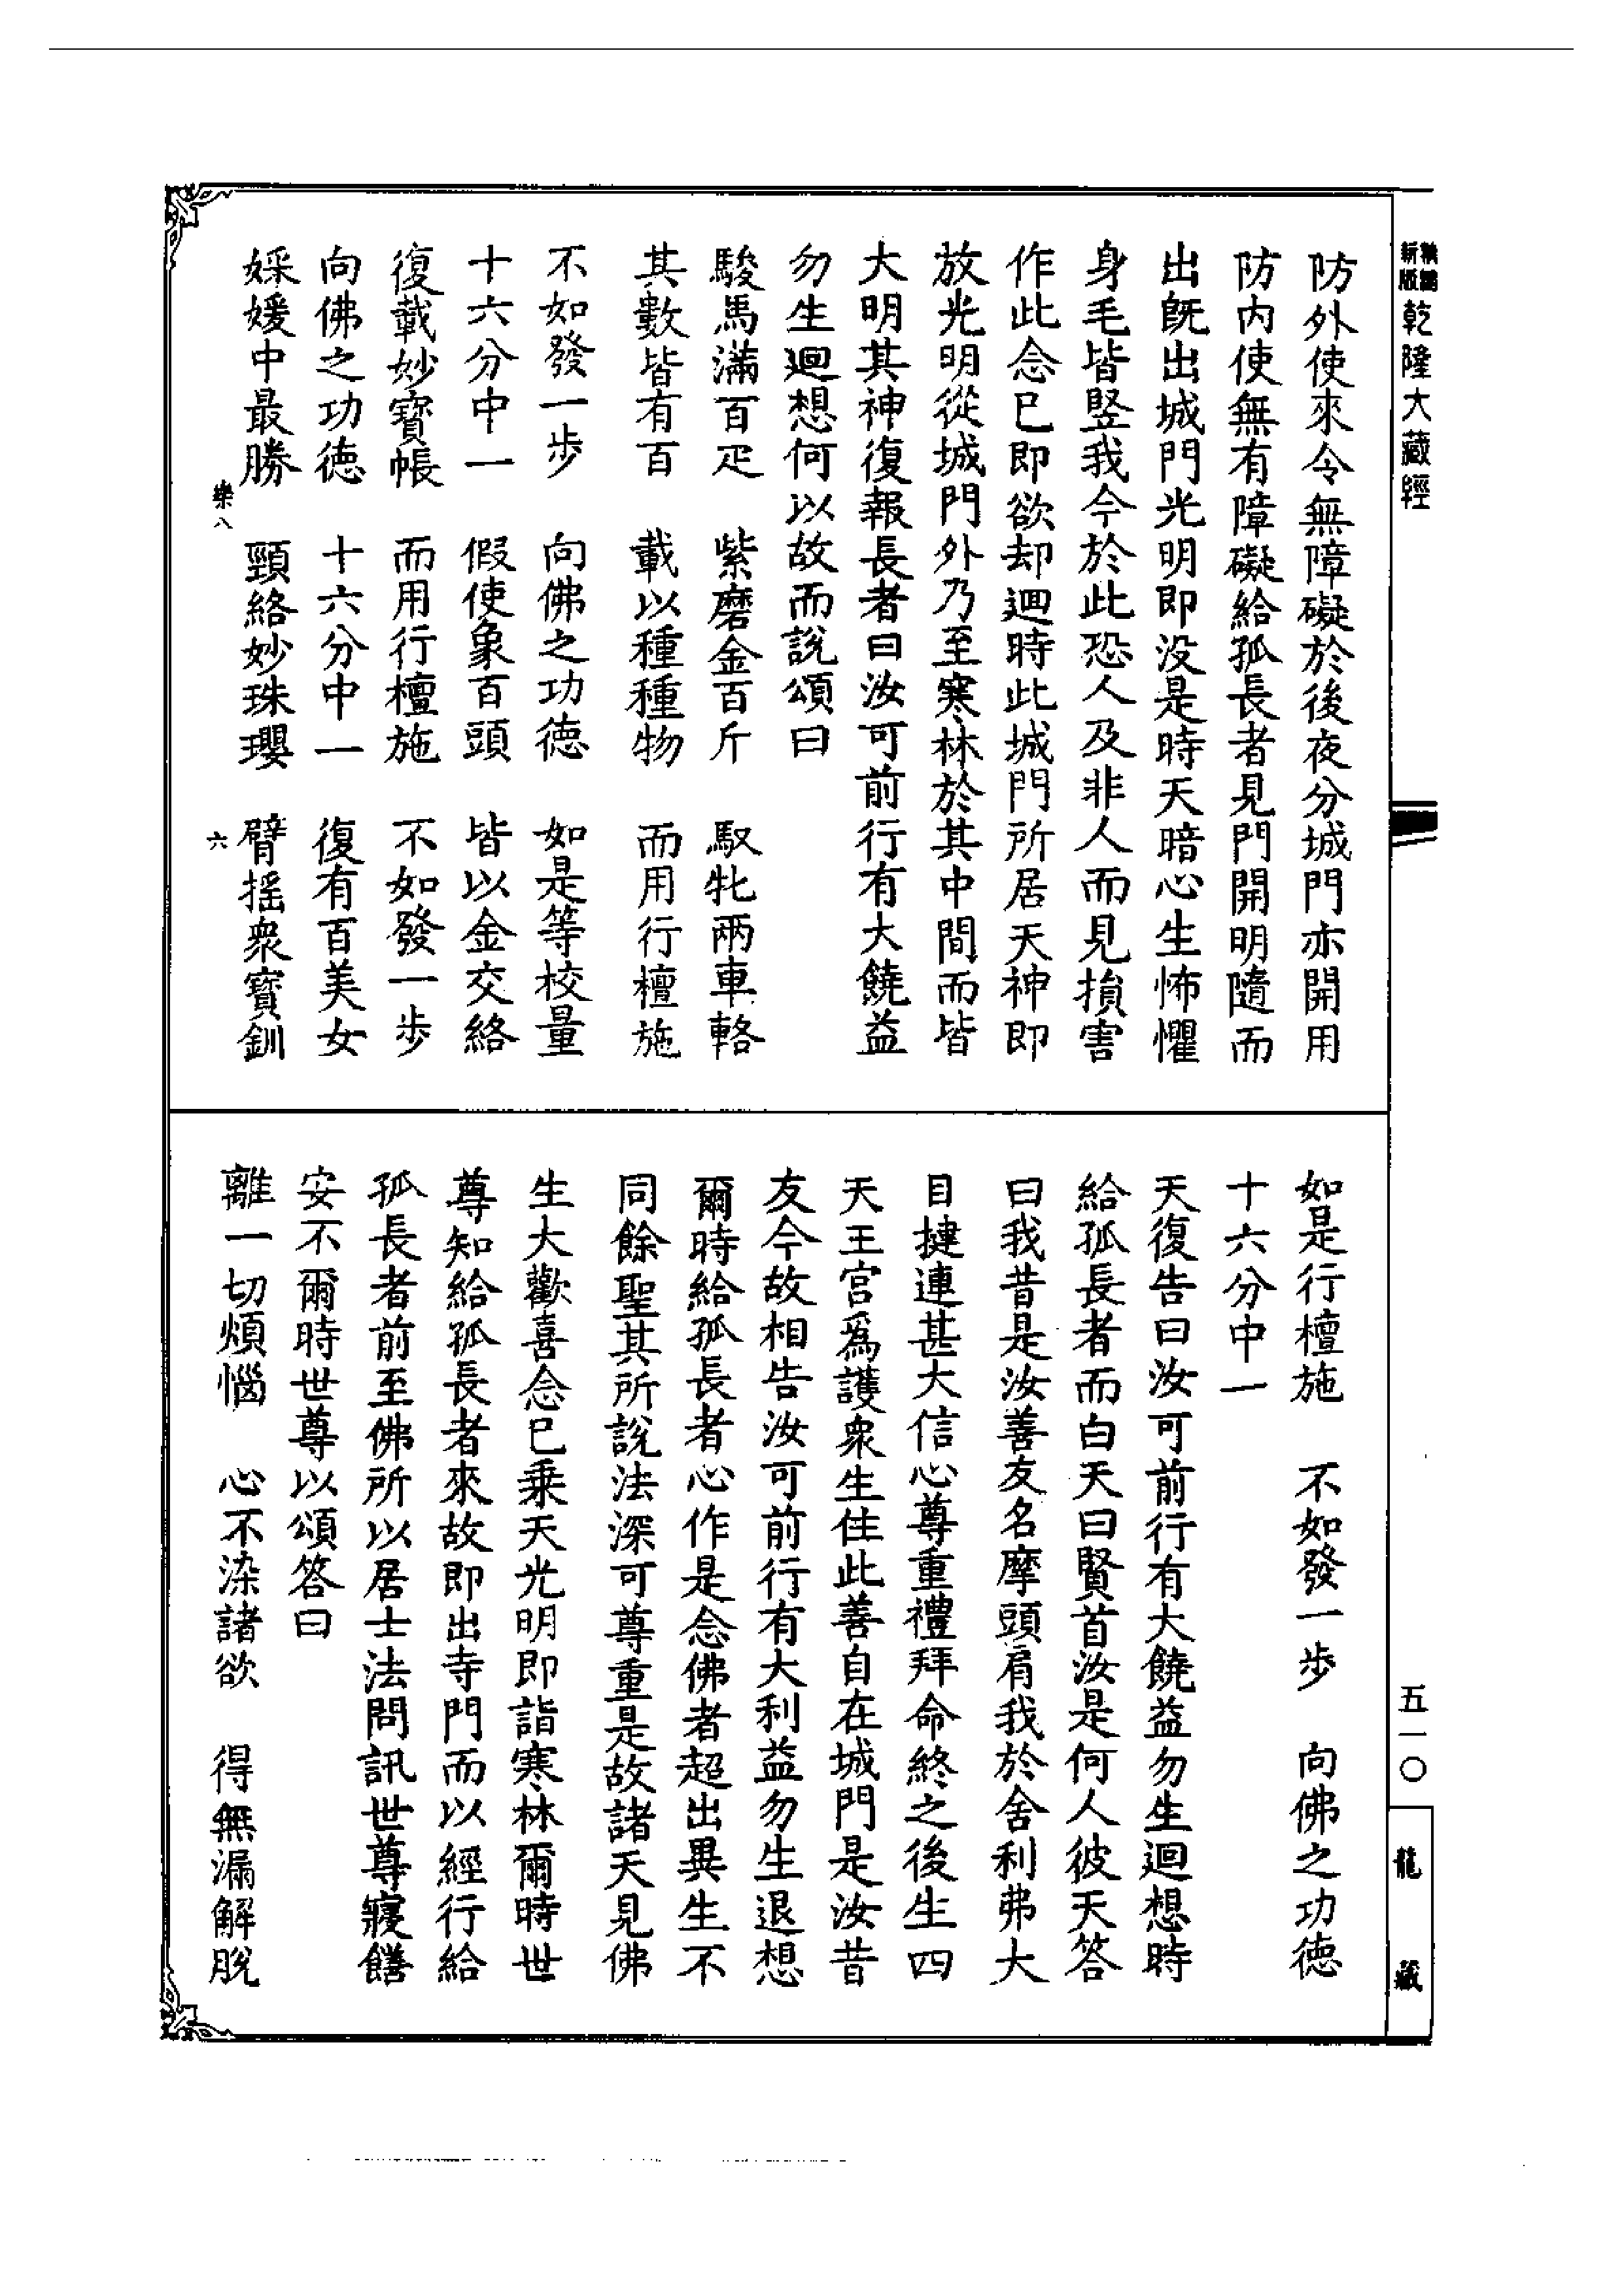 新版
精編
乾隆大藏經
防外使來令無障礙於後夜分城門亦開用
防內使無有障礙給孤長者見門開明隨而
出旣出城門光明即没是時天暗心生怖懼
身毛皆竪我今於此恐人及非人而見損害
作此念已即欲却迴時此城門所居天神即
放光明從城門外乃至寒林於其中間而皆
大明其神復報長者曰汝可前行有大饒益
勿生迴想何以故而說頌曰
駿馬滿百疋　紫磨金百斤　馭牝兩車輅
其數皆有百　載以種種物　而用行檀施
不如發一步　向佛之功德　如是等校量
十六分中一　假使象百頭　皆以金交絡
復載妙寶帳　而用行檀施　不如發一步
向佛之功德　十六分中一　復有百美女
婇媛中最勝　頸絡妙珠瓔　臂搖衆寶釧
樂八　六
如是行檀施　不如發一步　向佛之功德
十六分中一
天復告曰汝可前行有大饒益勿生迴想時
給孤長者而白天曰賢首汝是何人彼天答
曰我昔是汝善友名摩頭肩我於舍利弗大
目揵連甚大信心尊重禮拜命終之後生四
天王宮爲護衆生住此善自在城門是汝昔
友今故相告汝可前行有大利益勿生退想
爾時給孤長者心作是念佛者超出異生不
同餘聖其所說法深可尊重是故諸天見佛
生大歡喜念已乘天光明即詣寒林爾時世
尊知給孤長者來故即出寺門而以經行給
孤長者前至佛所以居士法問訊世尊寢饍
安不爾時世尊以頌答曰
離一切煩惱　心不染諸欲　得無漏解脫
五一〇
龍藏